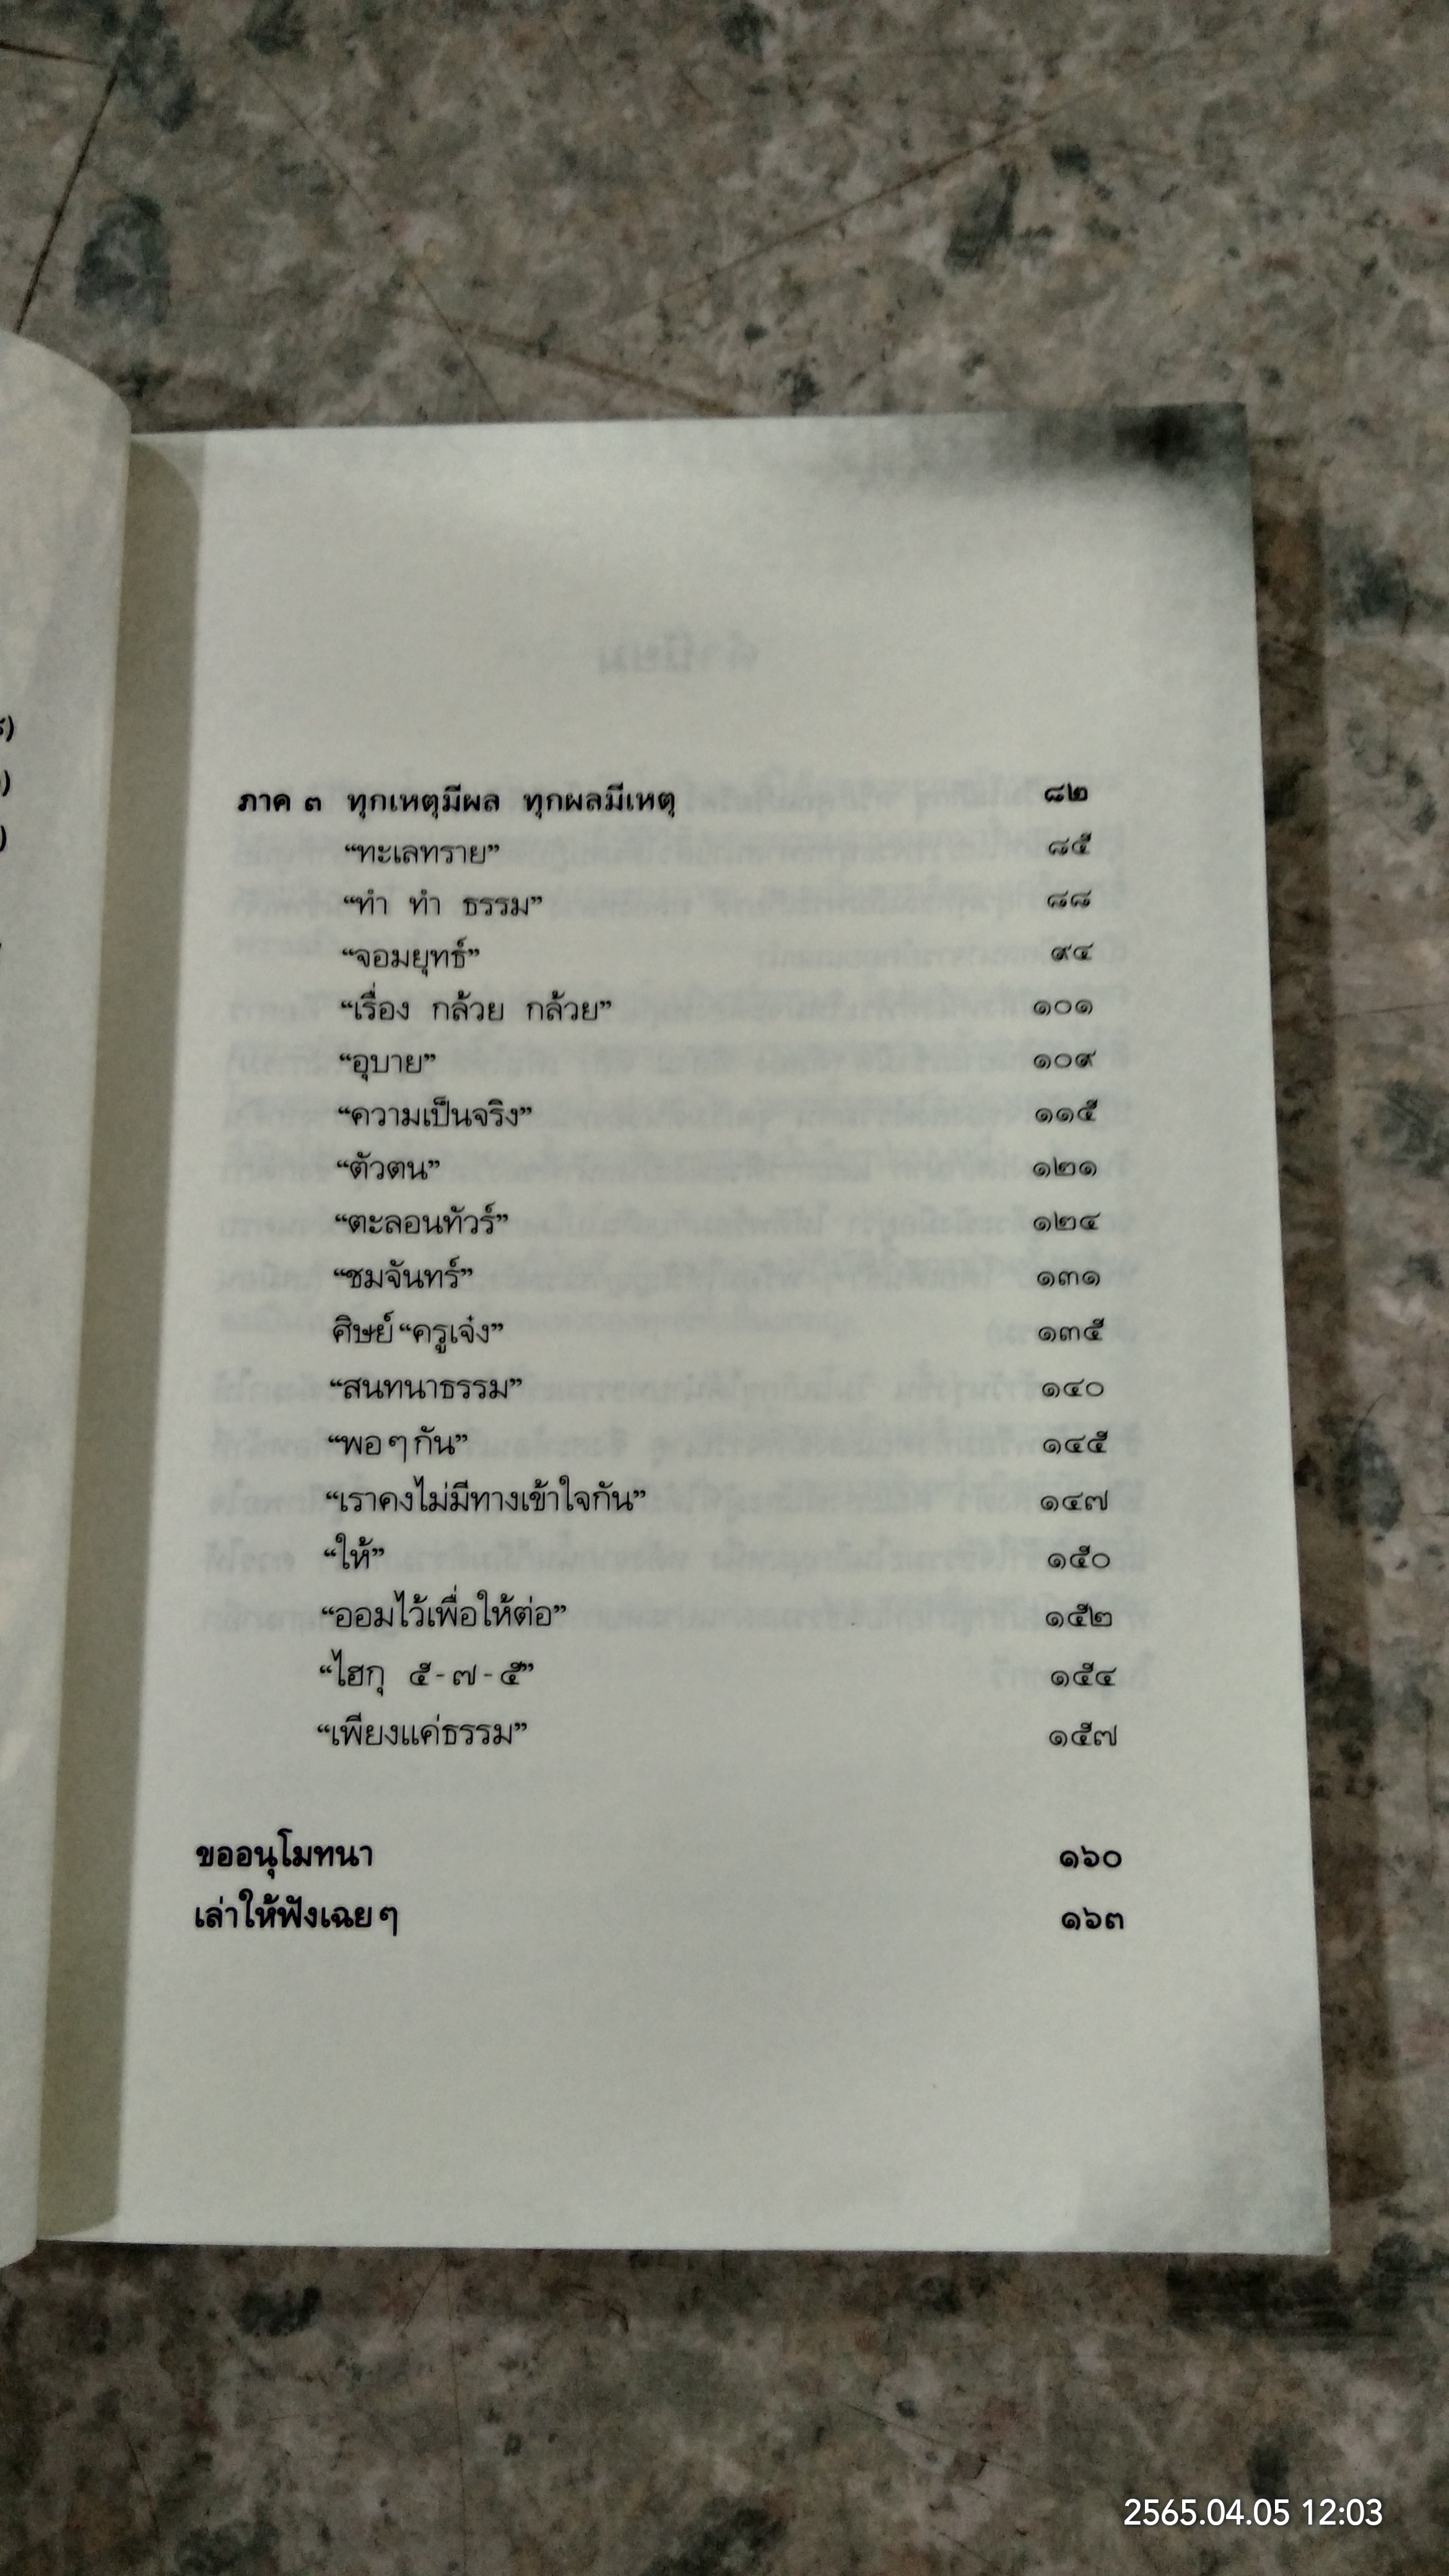 ภาค ๓ ทุกเหตุมีผล ทุกผลมีเหตุ ๘๒
“ทะเลทราย” ๘๕
“ทำ ทำ ธรรม” ๘๘
“จอมยุทธ์” ๙๔
“เรื่อง กล้วย กล้วย” ๑๐๑
“อุบาย” ๑๐๙
“ความเป็นจริง” ๑๑๕
“ตัวตน” ๑๒๑
“ตะลอนทัวร์” ๑๒๔
“ชมจันทร์” ๑๓๑
ศิษย์ “ครูเจ๋ง” ๑๓๕
“สนทนาธรรม” ๑๔๐
“พอ ๆ กัน” ๑๔๕
“เราคงไม่มีทางเข้าใจกัน” ๑๔๗
“ให้” ๑๕๐
“ออมไว้เพื่อให้ต่อ” ๑๕๒
“ไฮกุ ๕ - ๗ - ๕” ๑๕๔
“เพียงแค่ธรรม” ๑๕๗
ขออนุโมทนา ๑๖๐
เล่าให้ฟังเฉย ๆ ๑๖๓
2565.04.05 12:03